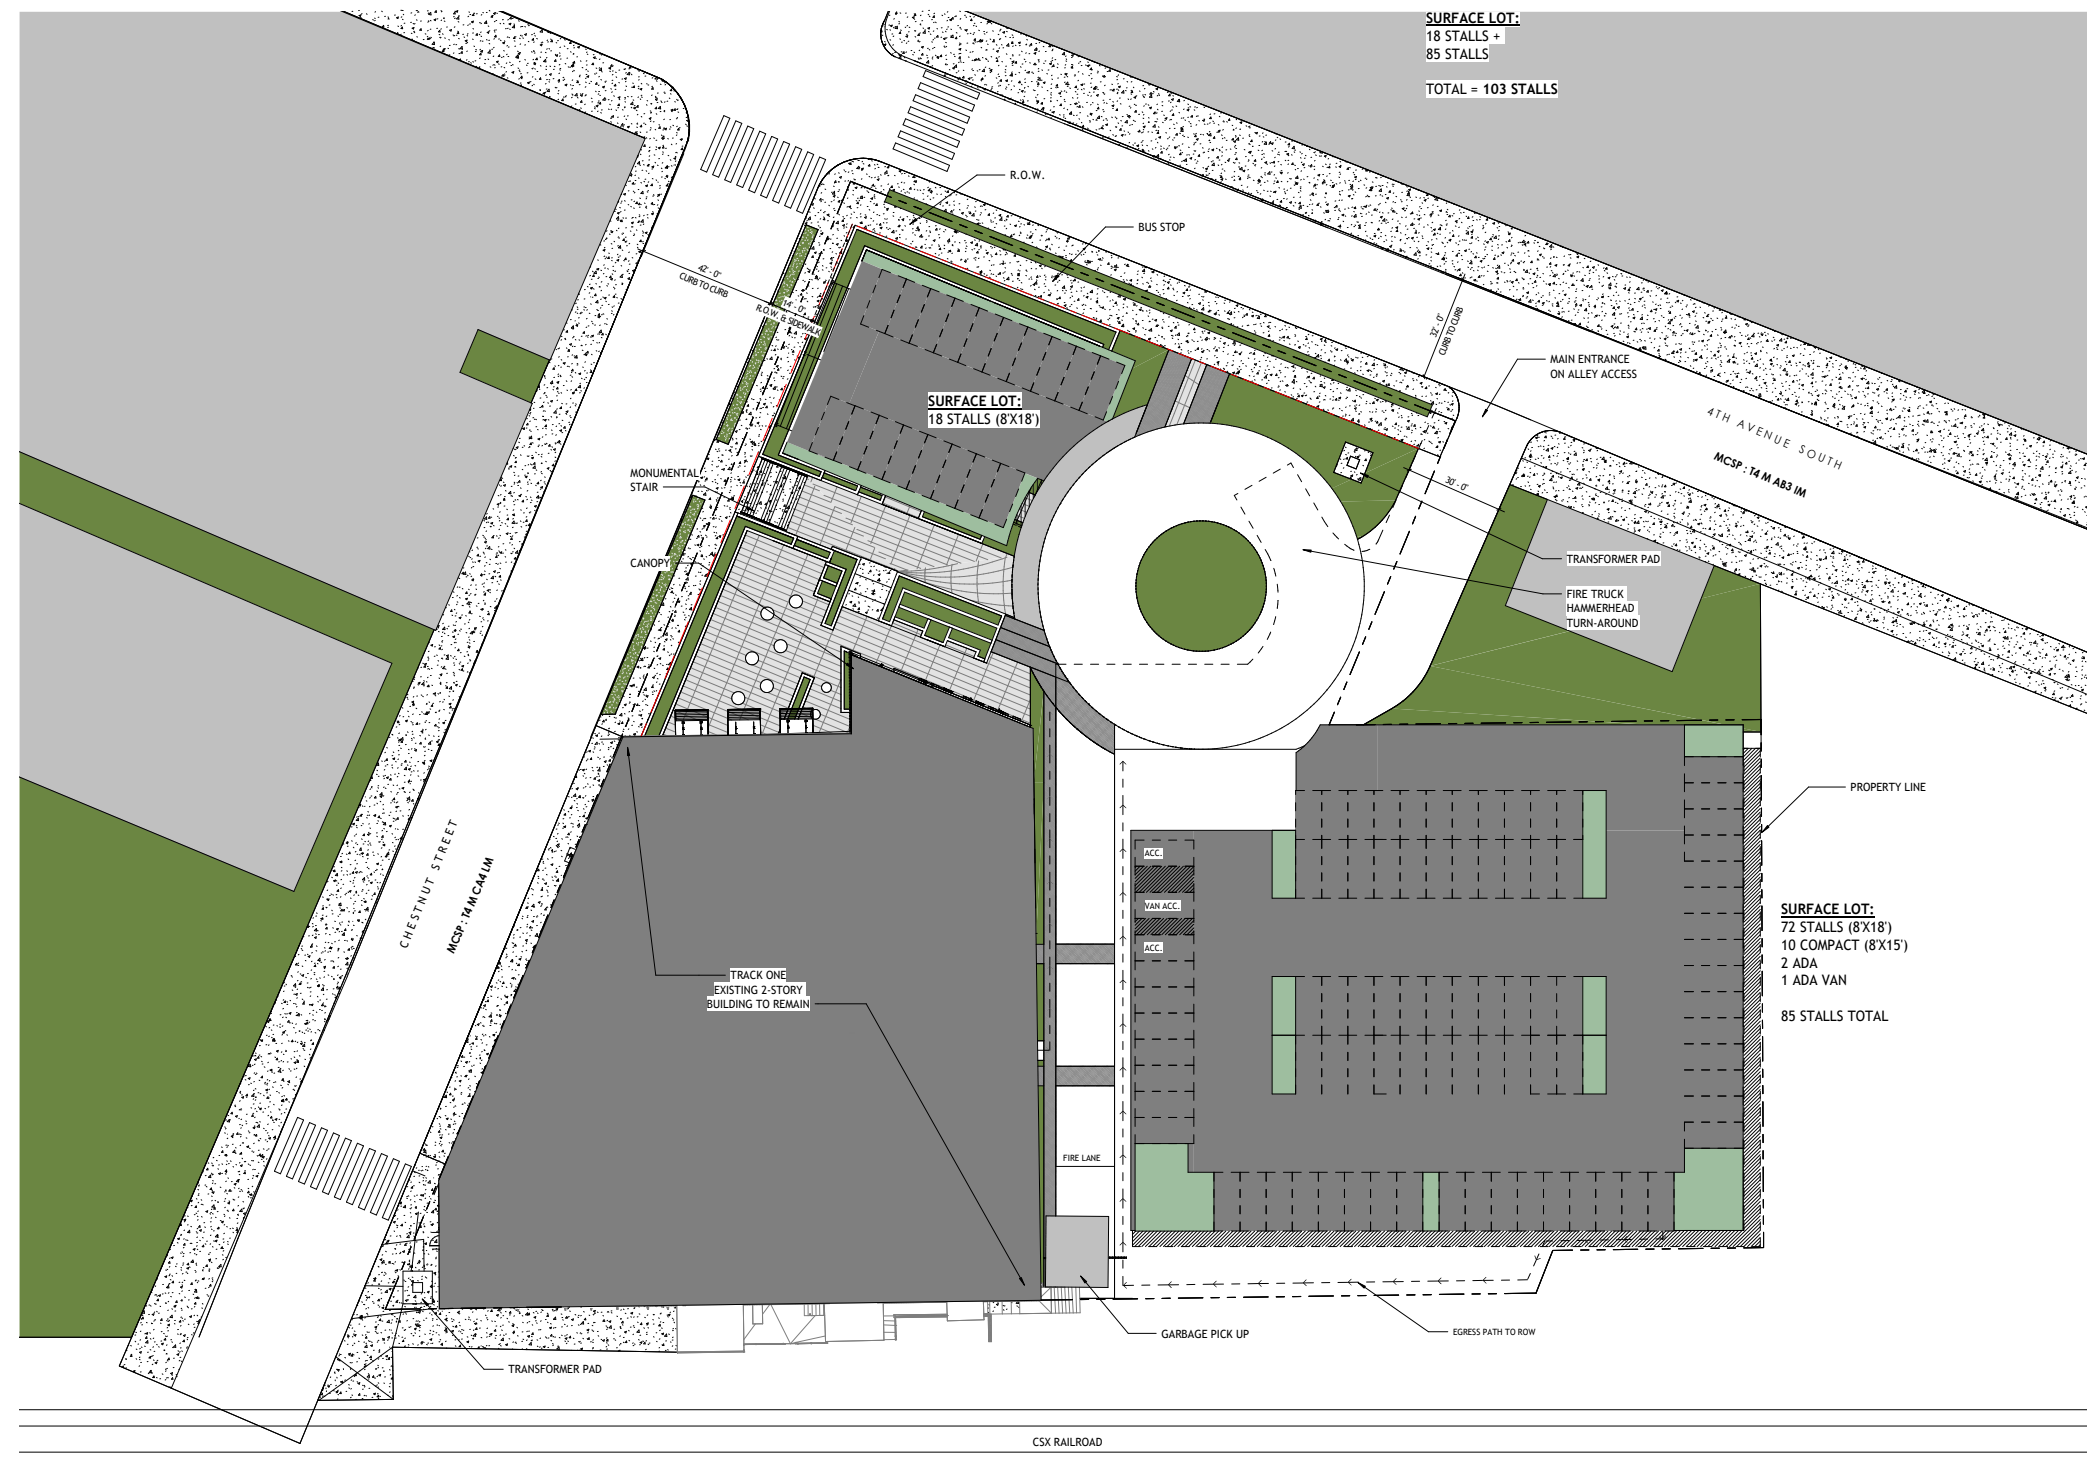 SURFACE LOT:
18 STALLS +
85 STALLS
TOTAL = 103 STALLS
R.O.W.
BUS STOP
42' - 0"
CURB TO CURB
14' - 0"
R.O.W. & SIDEWALK
32' - 0"
CURB TO CURB
MAIN ENTRANCE
ON ALLEY ACCESS
4TH AVENUE SOUTH
MCSP : T4 M AB3 IM
SURFACE LOT:
18 STALLS (8'X18')
MONUMENTAL
STAIR
30' - 0"
CANOPY
TRANSFORMER PAD
FIRE TRUCK
HAMMERHEAD
TURN-AROUND
PROPERTY LINE
CHESTNUT STREET
MCSP : T4 M CA4 LM
ACC.
VAN ACC.
ACC.
SURFACE LOT:
72 STALLS (8'X18')
10 COMPACT (8'X15')
2 ADA
1 ADA VAN
85 STALLS TOTAL
TRACK ONE
EXISTING 2-STORY
BUILDING TO REMAIN
FIRE LANE
GARBAGE PICK UP
EGRESS PATH TO ROW
TRANSFORMER PAD
CSX RAILROAD